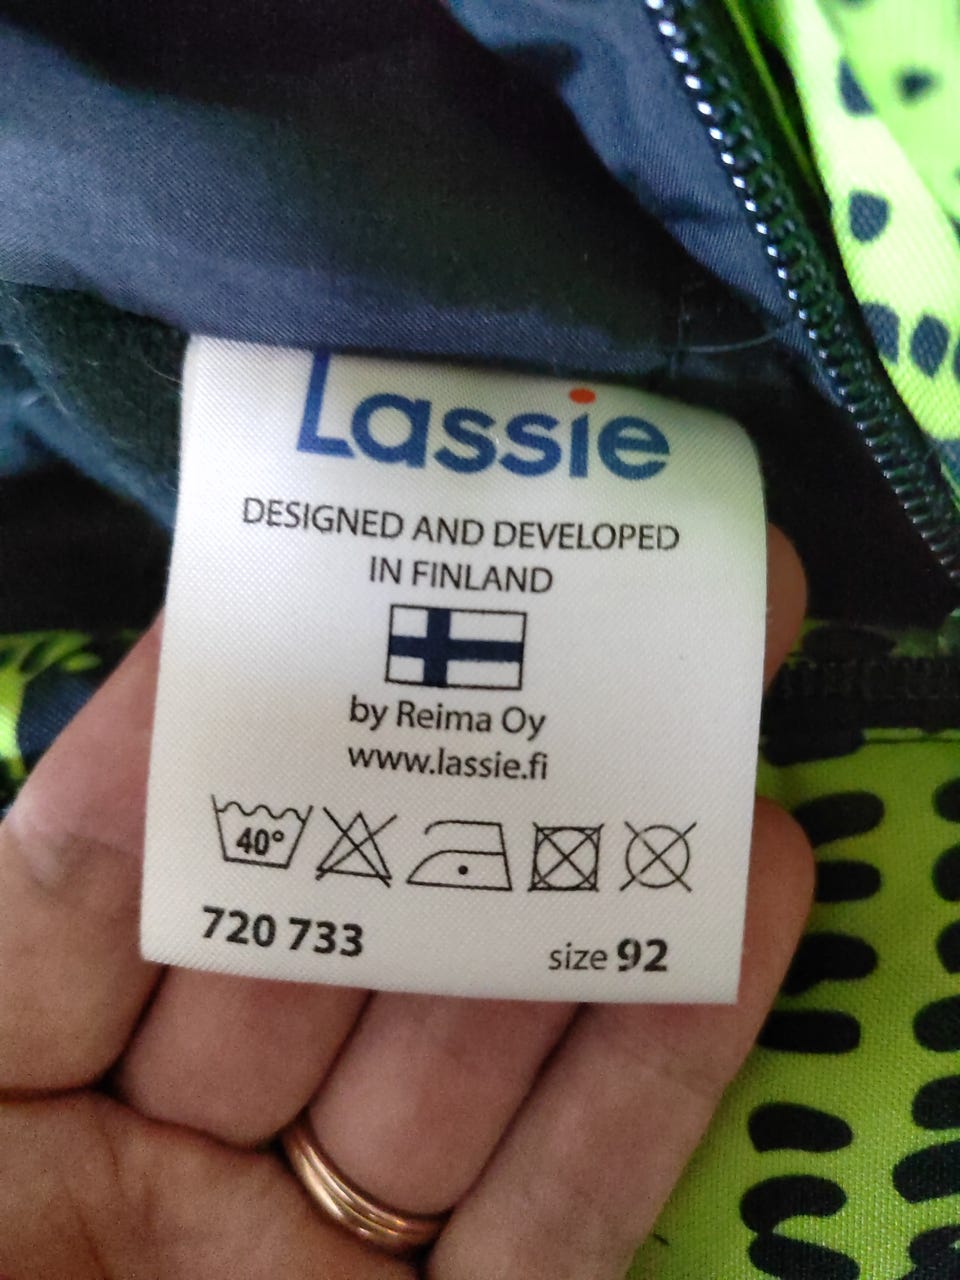 Lassie
DESIGNED AND DEVELOPED
IN FINLAND
by Reima Oy
www.lassie.fi
40°
720 733
size 92